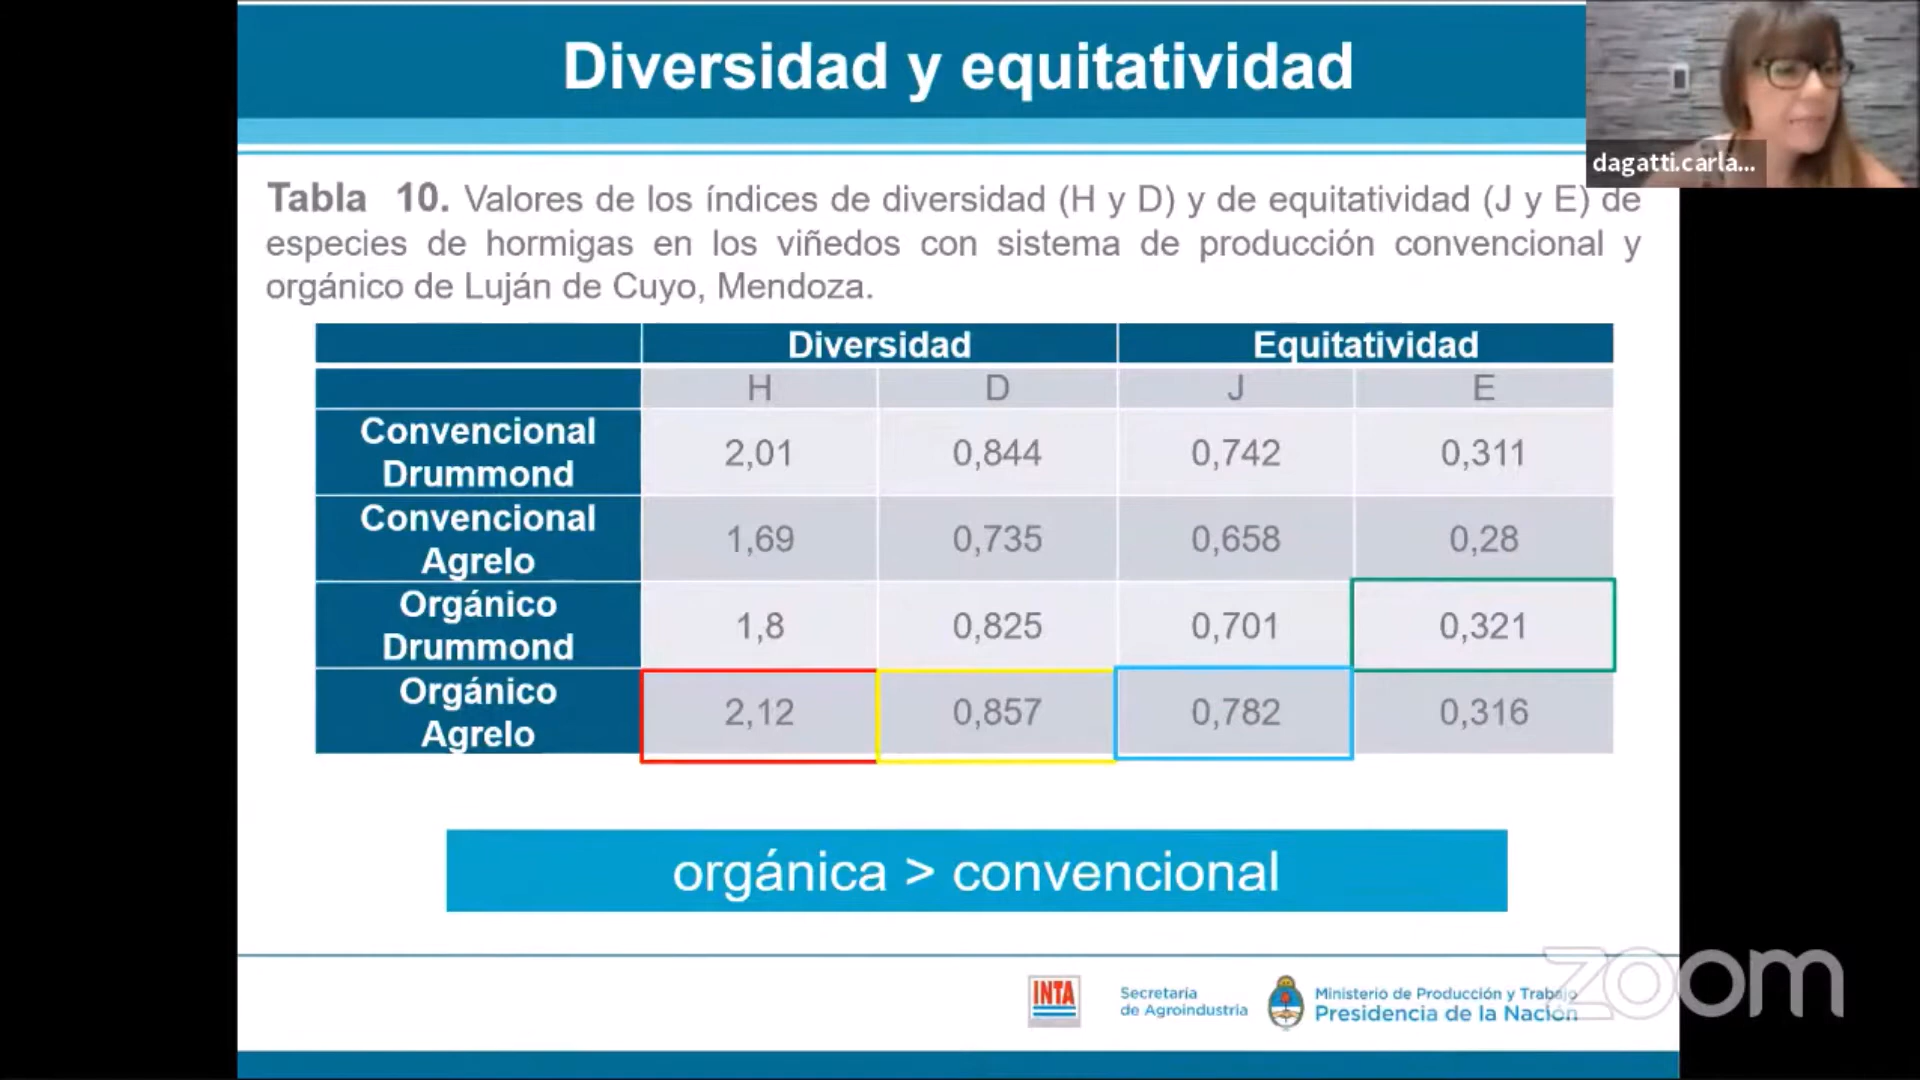 Diversidad y equitatividad
dagatti.carla...
Tabla 10. Valores de los índices de diversidad (H y D) y de equitatividad (J y E) de
especies de hormigas en los viñedos con sistema de producción convencional y
orgánico de Luján de Cuyo, Mendoza.
Diversidad Equitatividad
H D J E
Convencional
Drummond
2,01 0,844 0,742 0,311
Convencional
Agrelo
1,69 0,735 0,658 0,28
Orgánico
Drummond
1,8 0,825 0,701 0,321
Orgánico
Agrelo
2,12 0,857 0,782 0,316
orgánica > convencional
INTA
Secretaría
de Agroindustria
Ministerio de Producción y Trabajo
Presidencia de la Nación
zoom